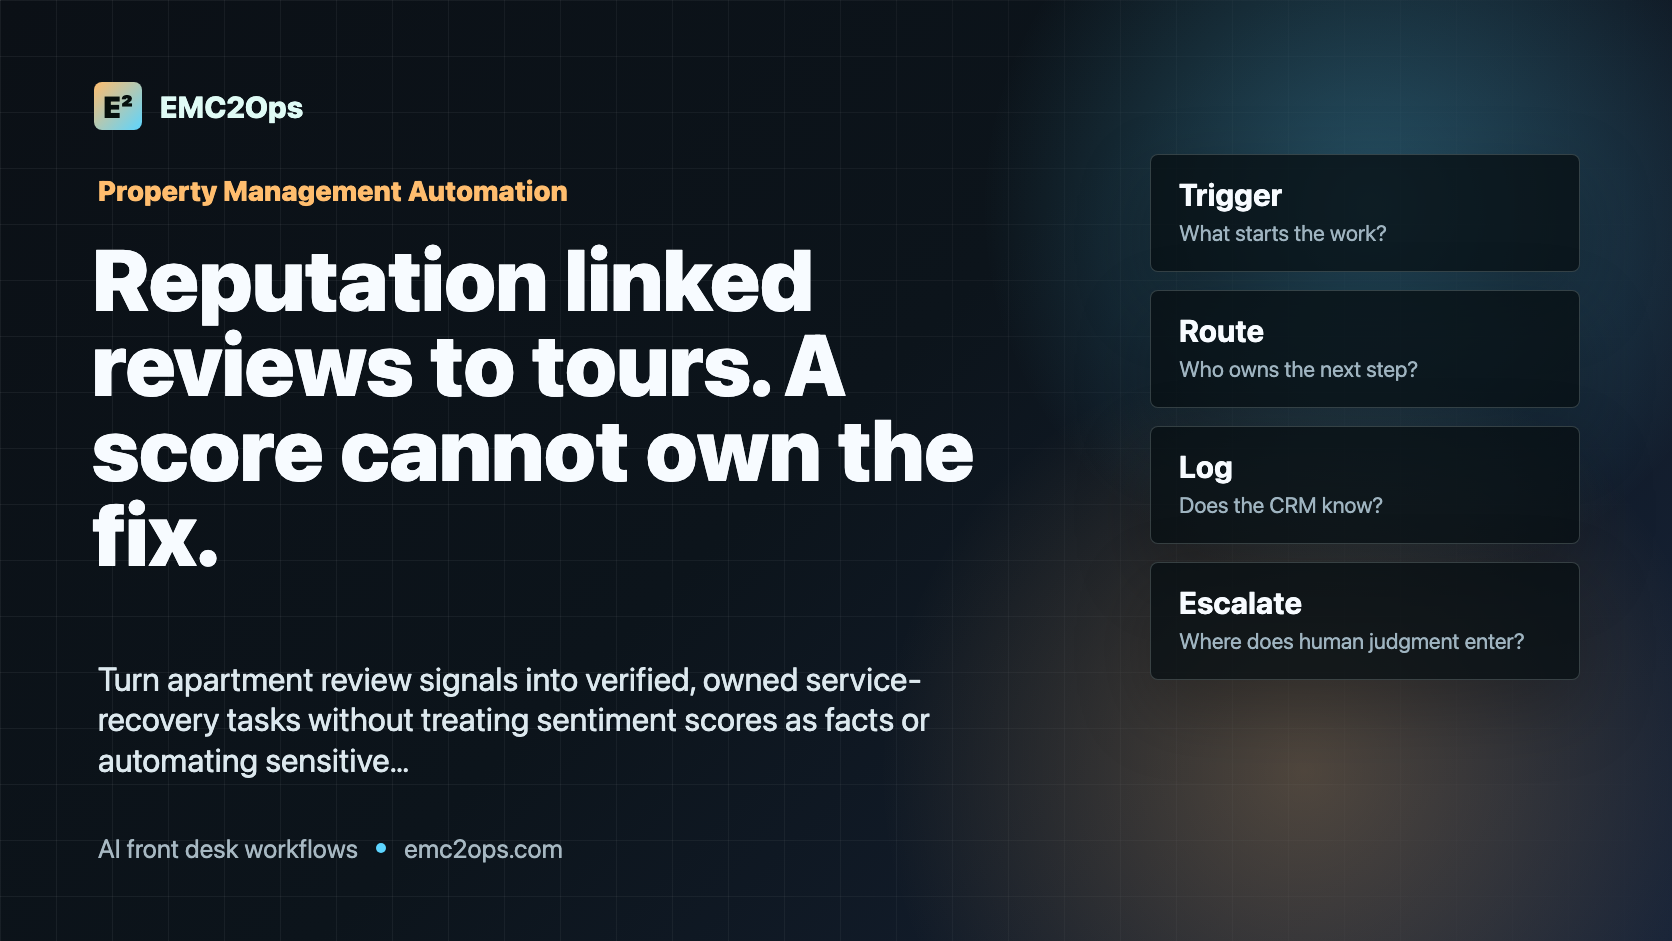 E²
EMC2Ops
Property Management Automation
Reputation linked
reviews to tours. A
score cannot own the
fix.
Turn apartment review signals into verified, owned service-
recovery tasks without treating sentiment scores as facts or
automating sensitive...
AI front desk workflows • emc2ops.com
Trigger
What starts the work?
Route
Who owns the next step?
Log
Does the CRM know?
Escalate
Where does human judgment enter?